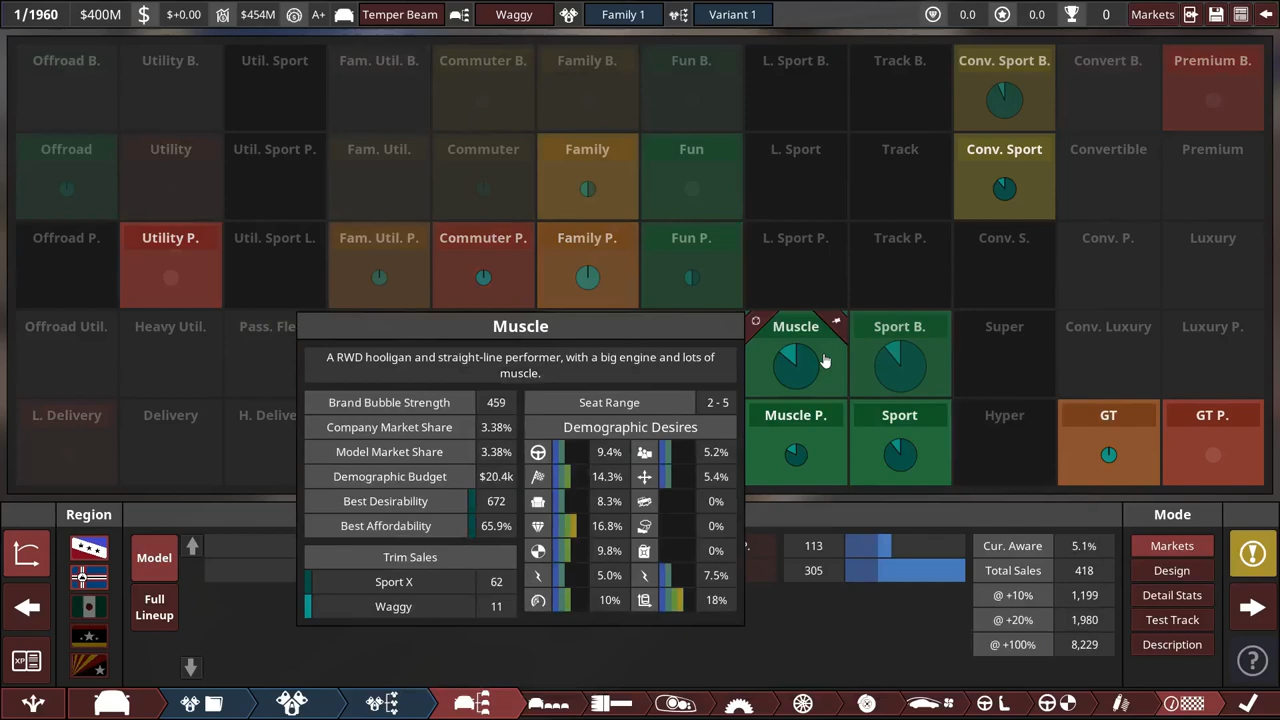 1/1960 $400M $ $+0.00 $454M A+ Temper Beam Waggy Family 1 Variant 1 0.0 0.0 0 Markets
Offroad B. Utility B. Util. Sport Fam. Util. B. Commuter B. Family B. Fun B. L. Sport B. Track B. Conv. Sport B. Convert B. Premium B.
Offroad Utility Util. Sport P. Fam. Util. Commuter Family Fun L. Sport Track Conv. Sport Convertible Premium
Offroad P. Utility P. Util. Sport L. Fam. Util. P. Commuter P. Family P. Fun P. L. Sport P. Track P. Conv. S. Conv. P. Luxury
Offroad Util. Heavy Util. Pass. Fle Muscle Sport B. Super Conv. Luxury Luxury P.
L. Delivery Delivery H. Delive Muscle P. Sport Hyper GT GT P.
Muscle
A RWD hooligan and straight-line performer, with a big engine and lots of
muscle.
Brand Bubble Strength 459 Seat Range 2 - 5
Company Market Share 3.38% Demographic Desires
Model Market Share 3.38% 9.4% 5.2%
Demographic Budget $20.4k 14.3% 5.4%
Best Desirability 672 8.3% 0%
Best Affordability 65.9% 16.8% 0%
Trim Sales 9.8% 0%
Sport X 62 5.0% 7.5%
Waggy 11 10% 18%
Region
Model
Full
Lineup
P. 113
305
Cur. Aware 5.1%
Total Sales 418
@ +10% 1,199
@ +20% 1,980
@ +100% 8,229
Mode
Markets
Design
Detail Stats
Test Track
Description
XP